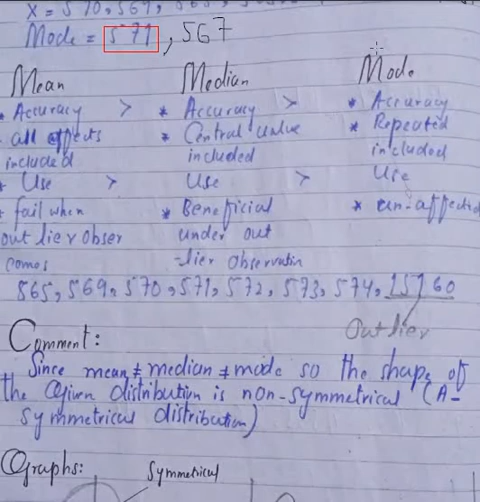 X = 570, 569, 565, 
Mode = 571, 567
Mean Median Mode
* Accuracy > * Accuracy > * Accuracy
- all effects * Central value * Repeated
included included included
* Use > Use > Use
* fail when * Beneficial * un-affected
out lier obser under out
comes -lier observation
565, 569, 570, 571, 572, 573, 574, 15760
Outlier
Comment:
Since mean ≠ median ≠ mode so the shape of
the given distribution is non-symmetrical (A-
symmetrical distribution)
Graphs: Symmetrical